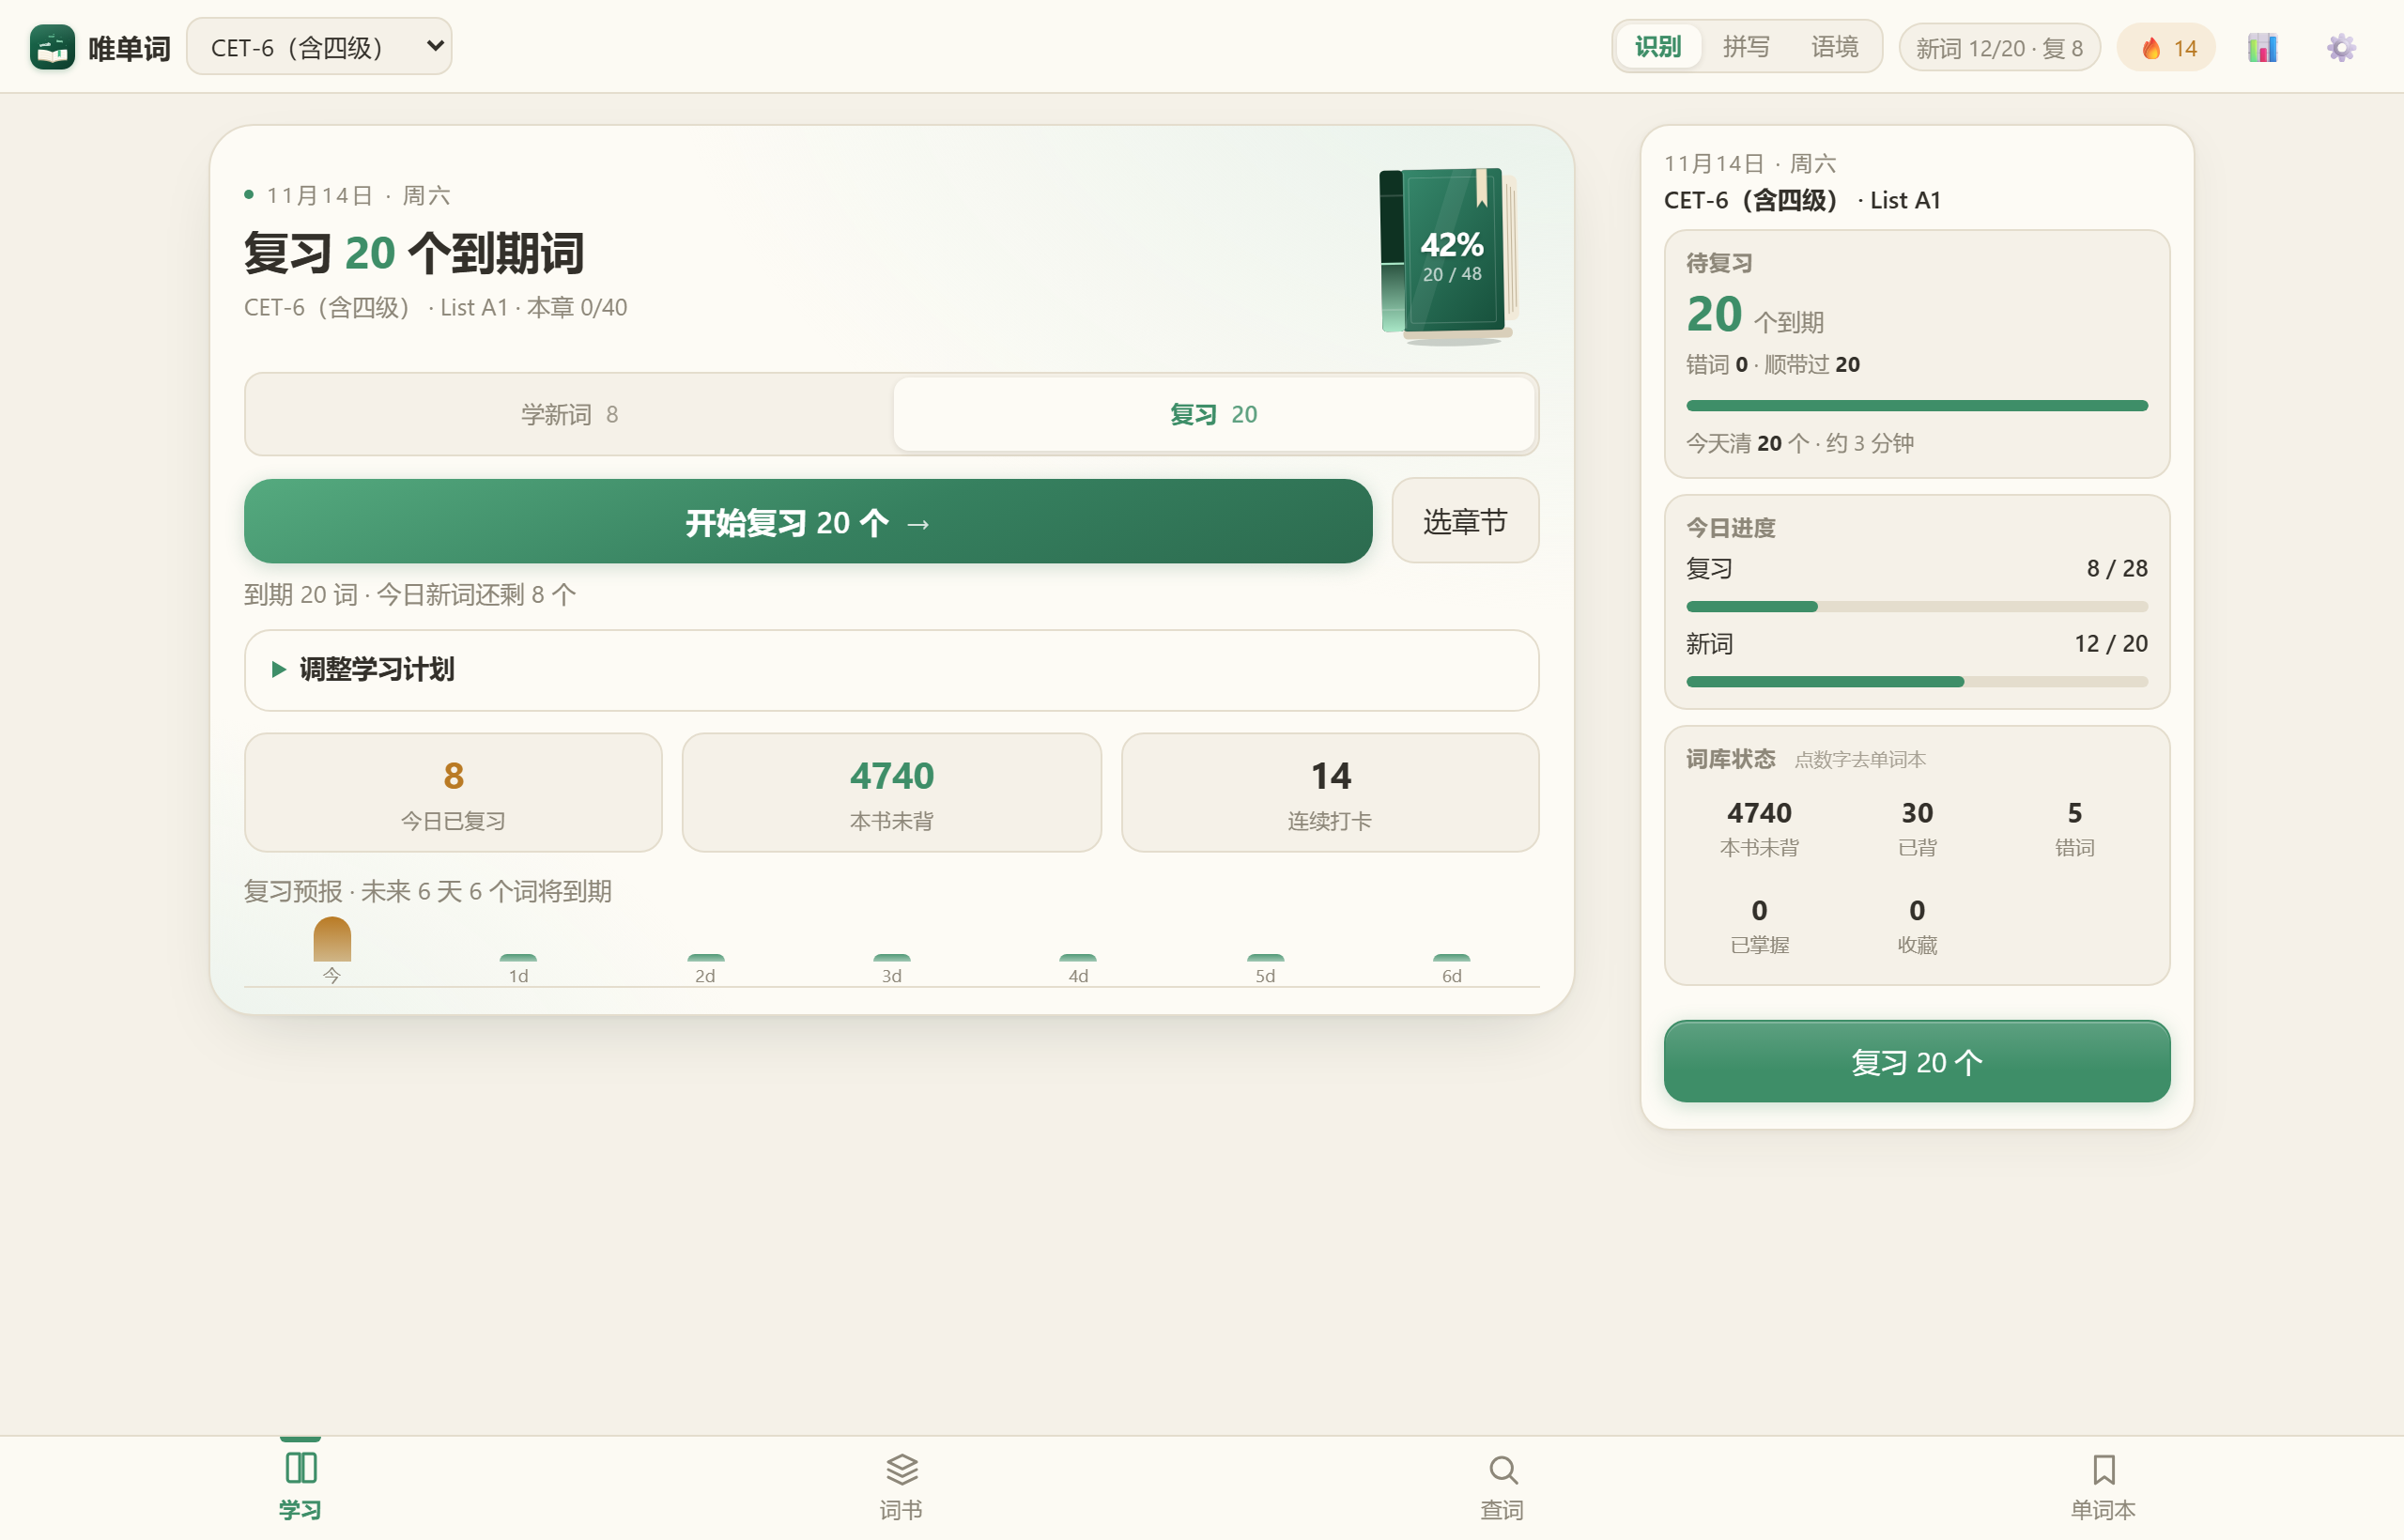 唯单词
CET-6（含四级）
识别 拼写 语境
新词 12/20 · 复 8
14
11月14日 · 周六
复习 20 个到期词
CET-6（含四级） · List A1 · 本章 0/40
42%
20 / 48
学新词 8
复习 20
开始复习 20 个 →
选章节
到期 20 词 · 今日新词还剩 8 个
调整学习计划
8
今日已复习
4740
本书未背
14
连续打卡
复习预报 · 未来 6 天 6 个词将到期
今 1d 2d 3d 4d 5d 6d
11月14日 · 周六
CET-6（含四级） · List A1
待复习
20 个到期
错词 0 · 顺带过 20
今天清 20 个 · 约 3 分钟
今日进度
复习 8 / 28
新词 12 / 20
词库状态 点数字去单词本
4740 30 5
本书未背 已背 错词
0 0
已掌握 收藏
复习 20 个
学习 词书 查词 单词本